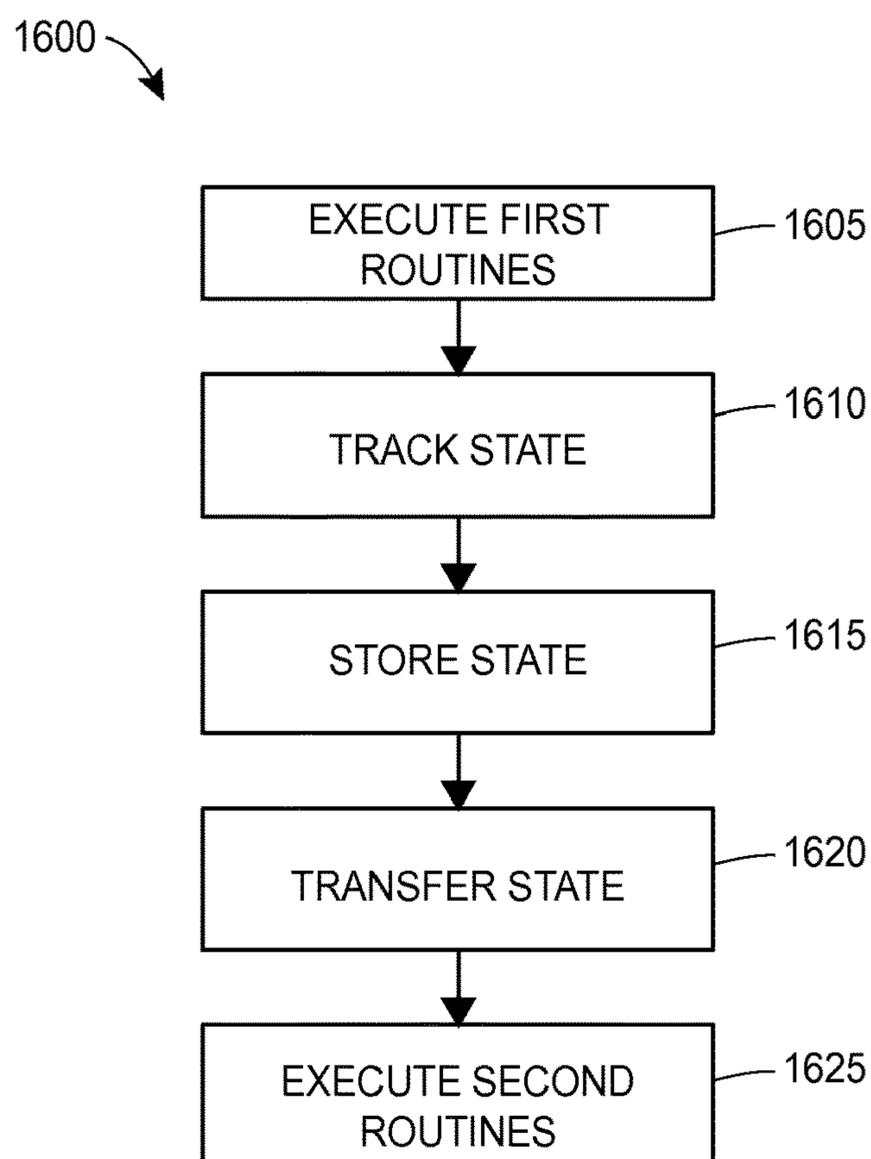 1600
EXECUTE FIRST
ROUTINES
1605
TRACK STATE
1610
STORE STATE
1615
TRANSFER STATE
1620
EXECUTE SECOND
ROUTINES
1625